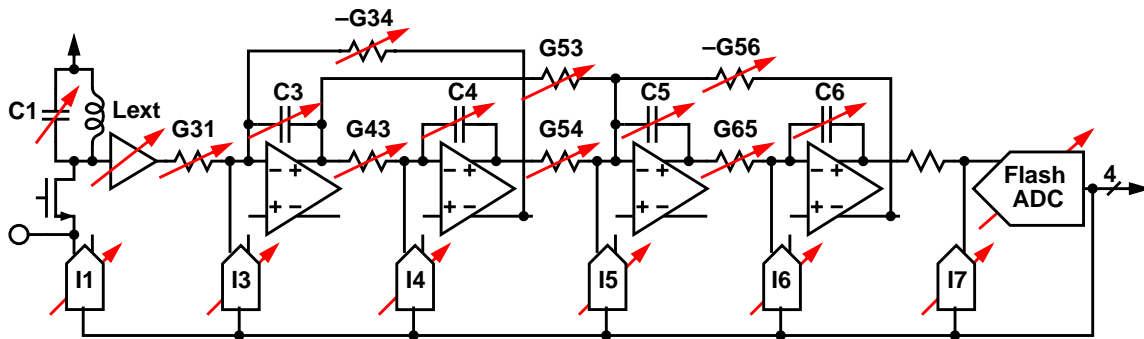 –G34
G53
–G56
C1
Lext
C3
C4
C5
C6
G31
G43
G54
G65
Flash
ADC
4
I1
I3
I4
I5
I6
I7